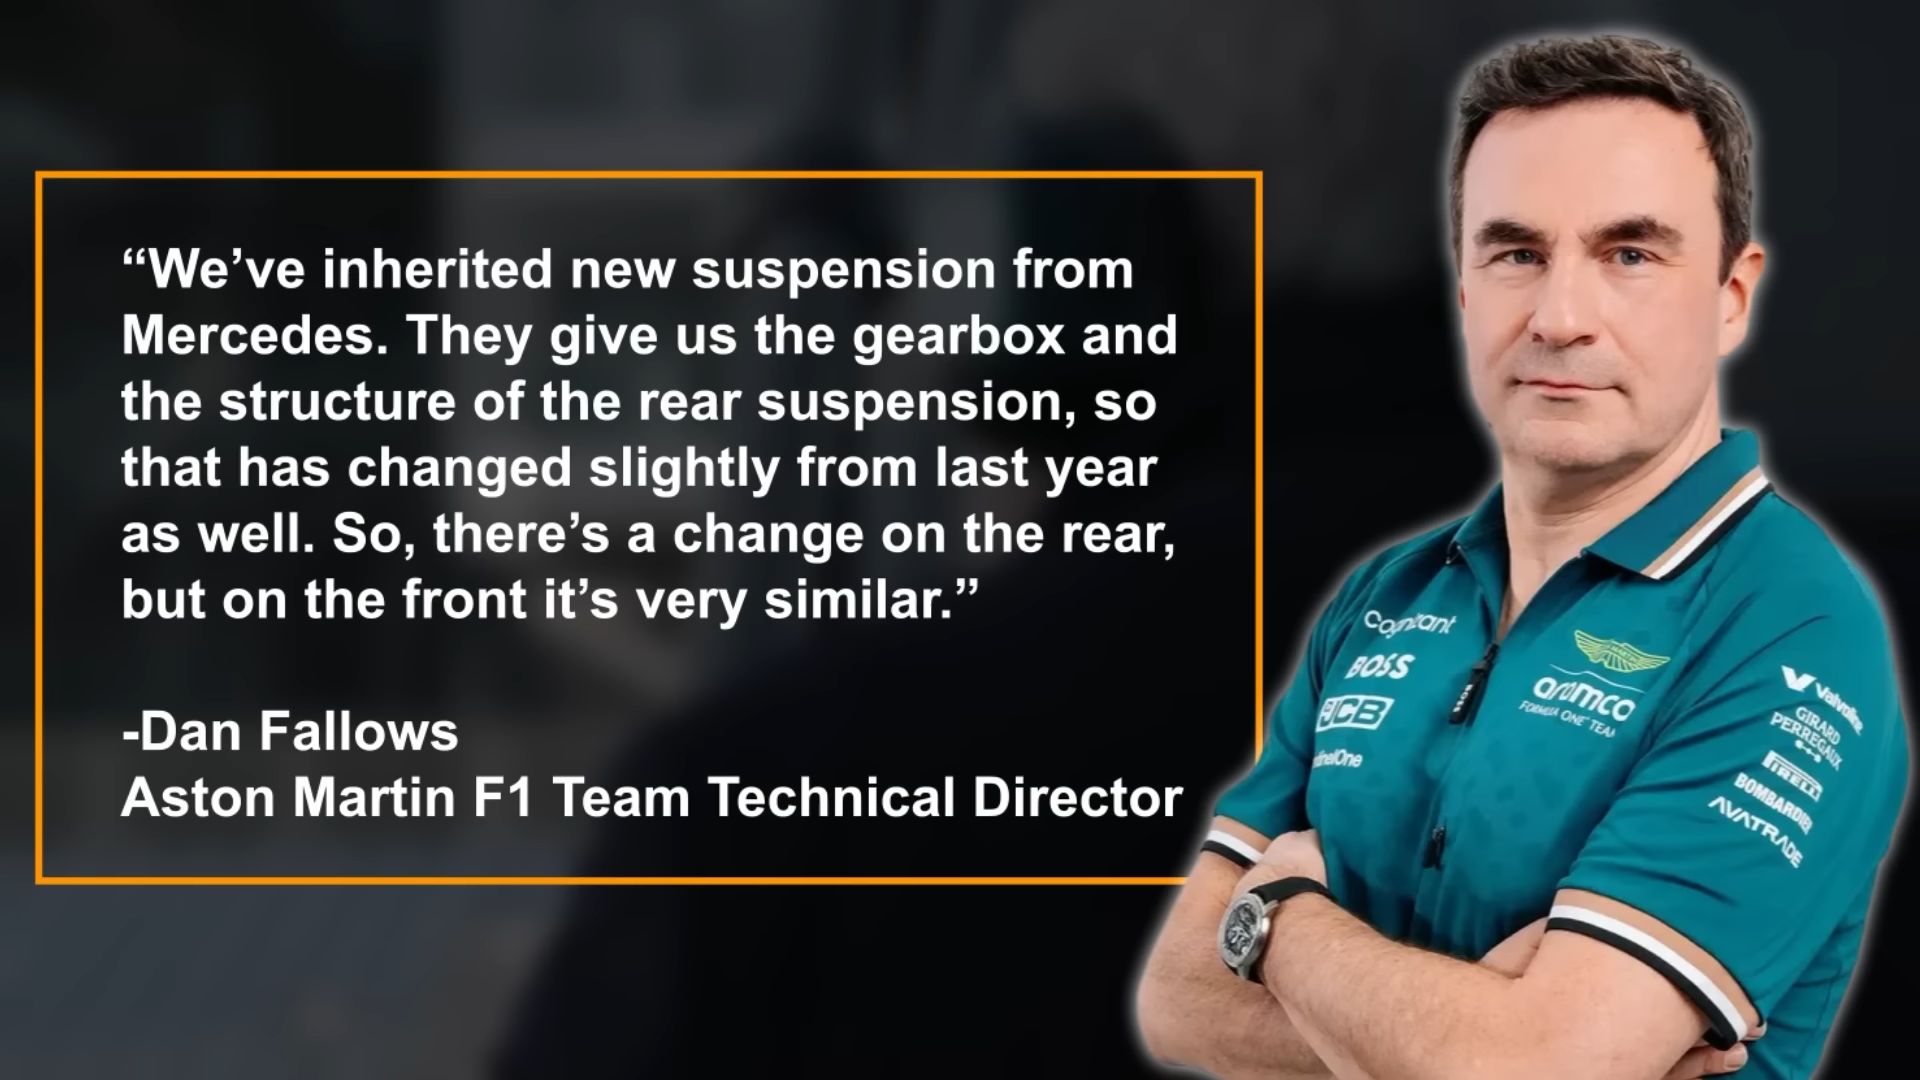 “We’ve inherited new suspension from
Mercedes. They give us the gearbox and
the structure of the rear suspension, so
that has changed slightly from last year
as well. So, there’s a change on the rear,
but on the front it’s very similar.”
-Dan Fallows
Aston Martin F1 Team Technical Director
Cognizant
BOSS
JCB
aramco
FORMULA ONE TEAM
Valvoline
GIRARD
PERREGAUX
PIRELLI
BOMBARDIER
AVATRADE